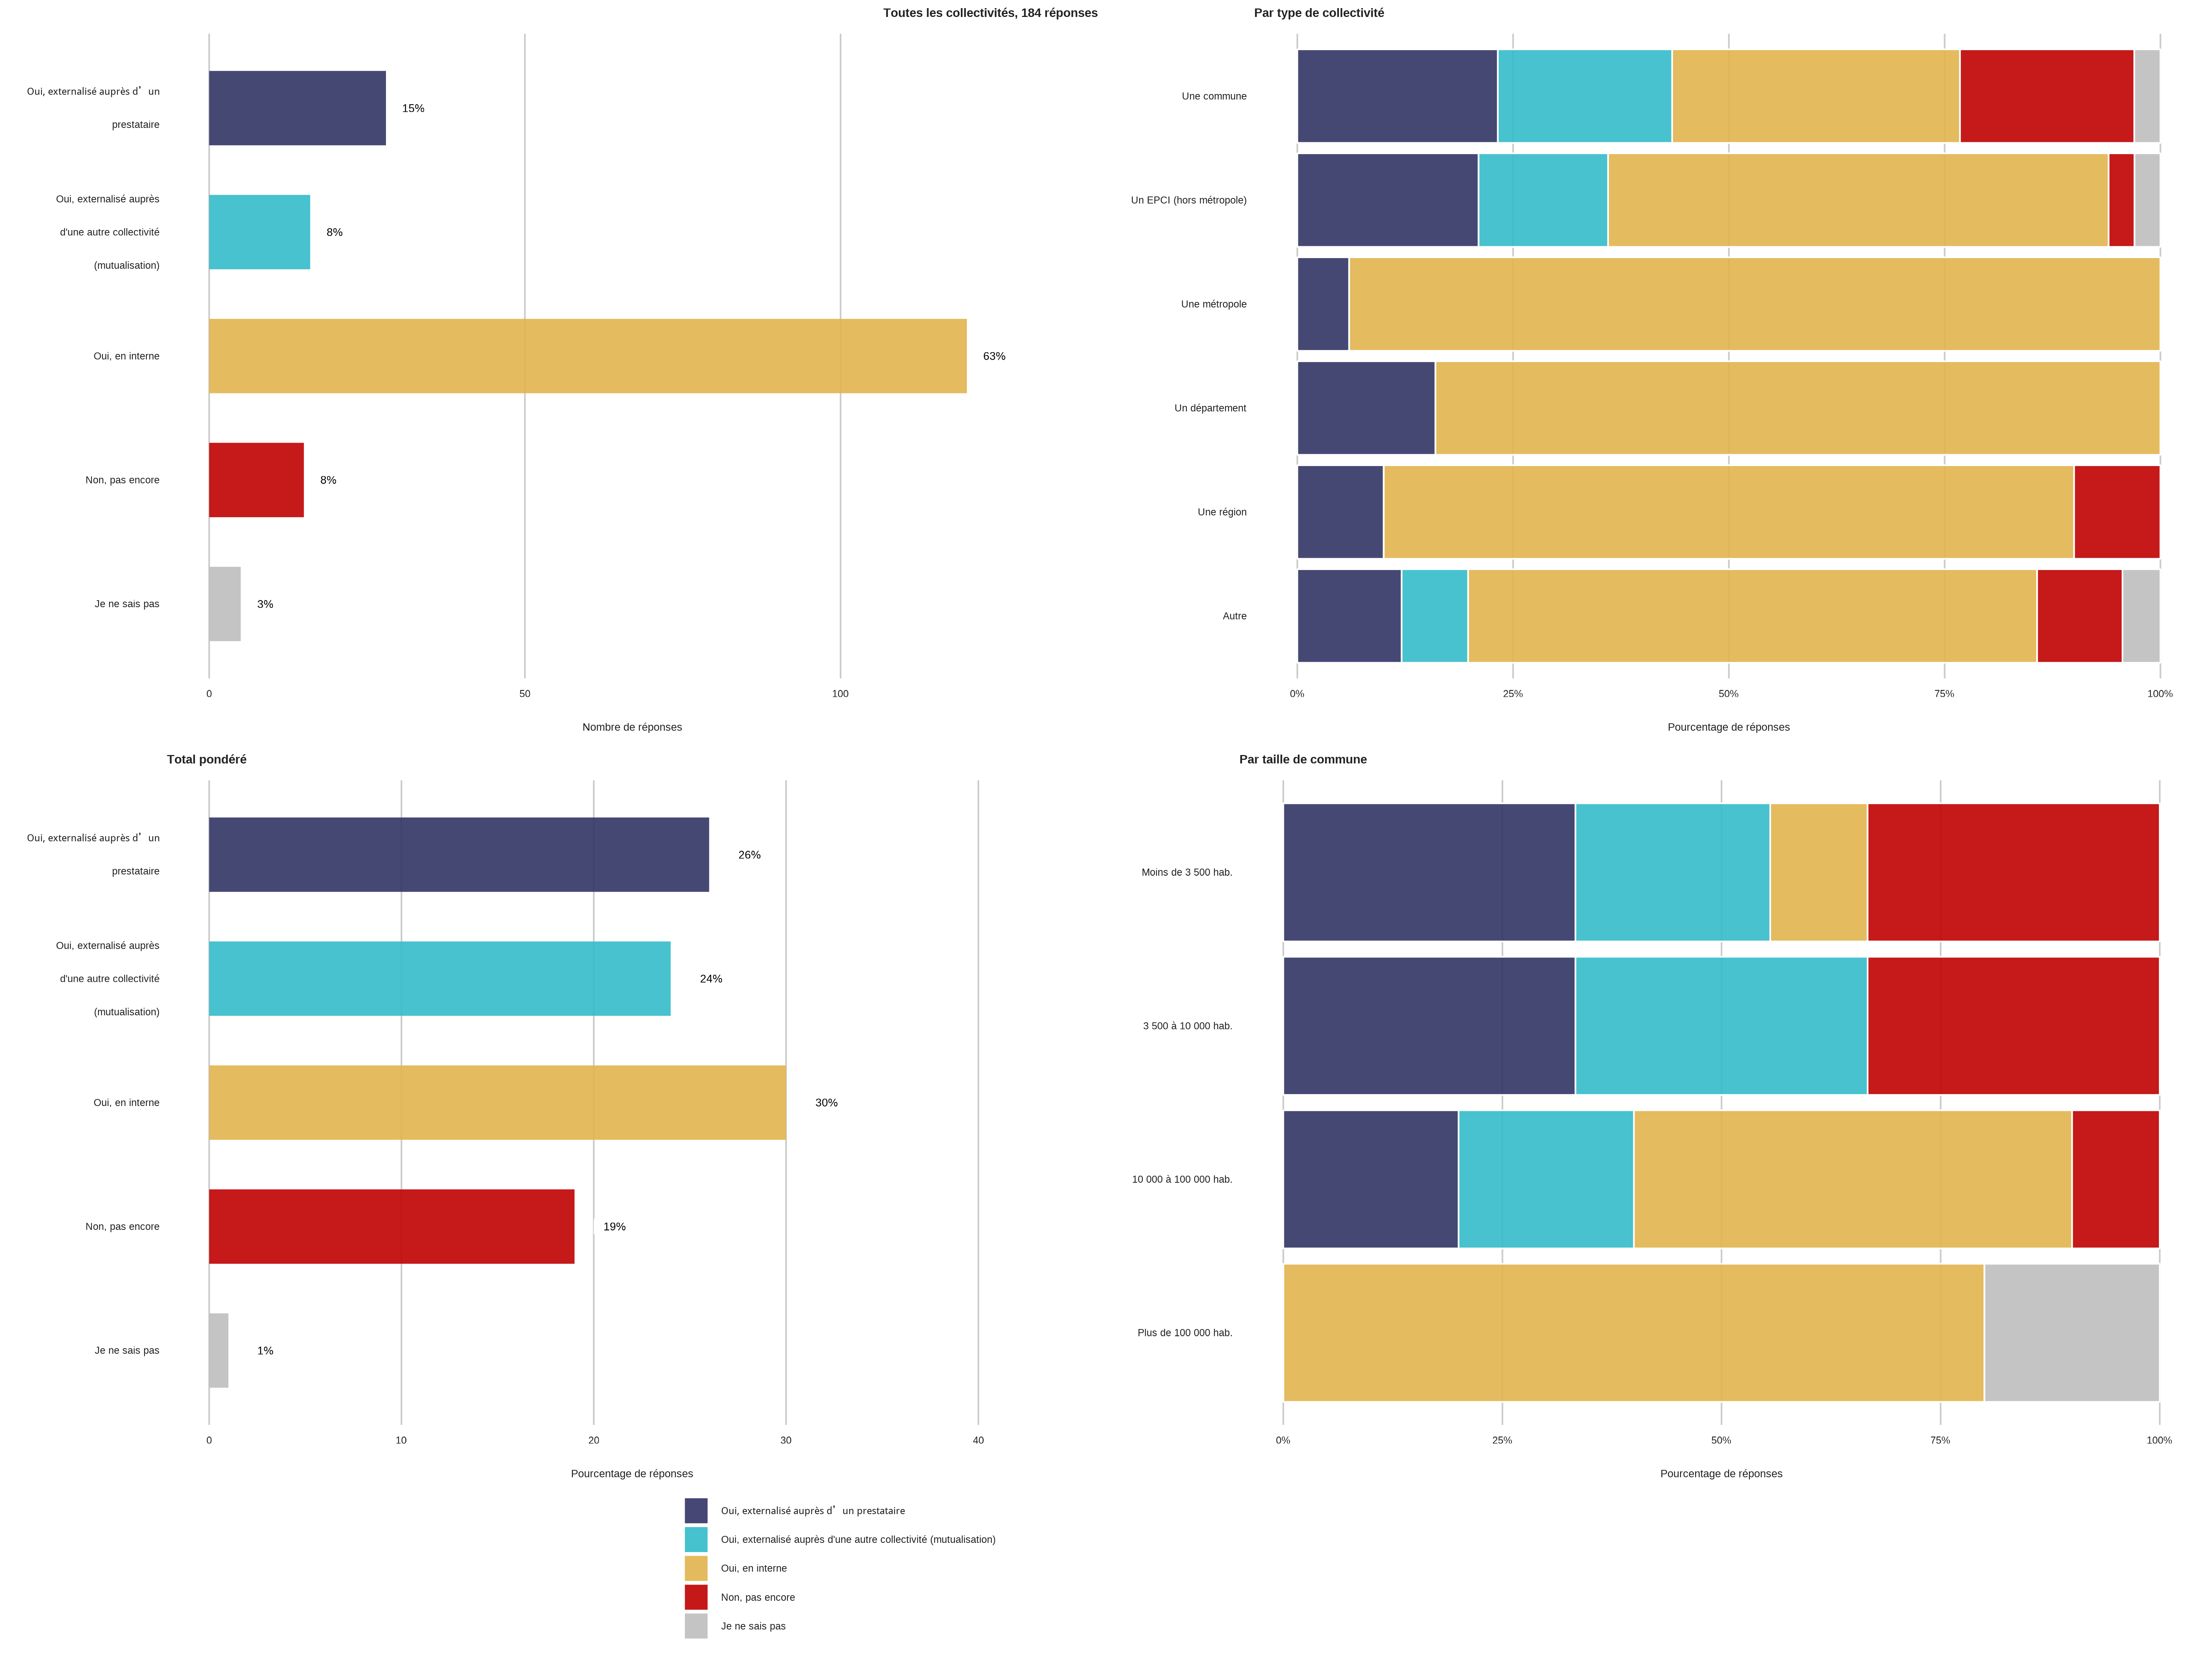 Toutes les collectivités, 184 réponses
Oui, externalisé auprès d’un
prestataire
15%
Oui, externalisé auprès
d'une autre collectivité
(mutualisation)
8%
Oui, en interne
63%
Non, pas encore
8%
Je ne sais pas
3%
0
50
100
Nombre de réponses
Par type de collectivité
Une commune
Un EPCI (hors métropole)
Une métropole
Un département
Une région
Autre
0%
25%
50%
75%
100%
Pourcentage de réponses
Total pondéré
Oui, externalisé auprès d’un
prestataire
26%
Oui, externalisé auprès
d'une autre collectivité
(mutualisation)
24%
Oui, en interne
30%
Non, pas encore
19%
Je ne sais pas
1%
0
10
20
30
40
Pourcentage de réponses
Par taille de commune
Moins de 3 500 hab.
3 500 à 10 000 hab.
10 000 à 100 000 hab.
Plus de 100 000 hab.
0%
25%
50%
75%
100%
Pourcentage de réponses
Oui, externalisé auprès d’un prestataire
Oui, externalisé auprès d'une autre collectivité (mutualisation)
Oui, en interne
Non, pas encore
Je ne sais pas